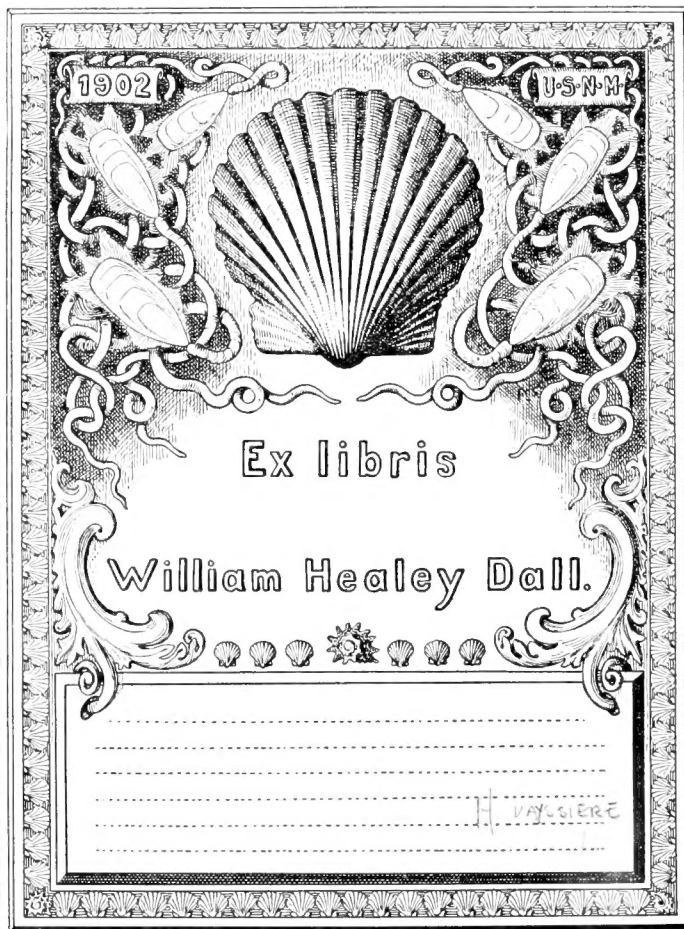 1902
U·S·N·M·
Ex libris
William Healey Dall.
H. VAYSSIERE